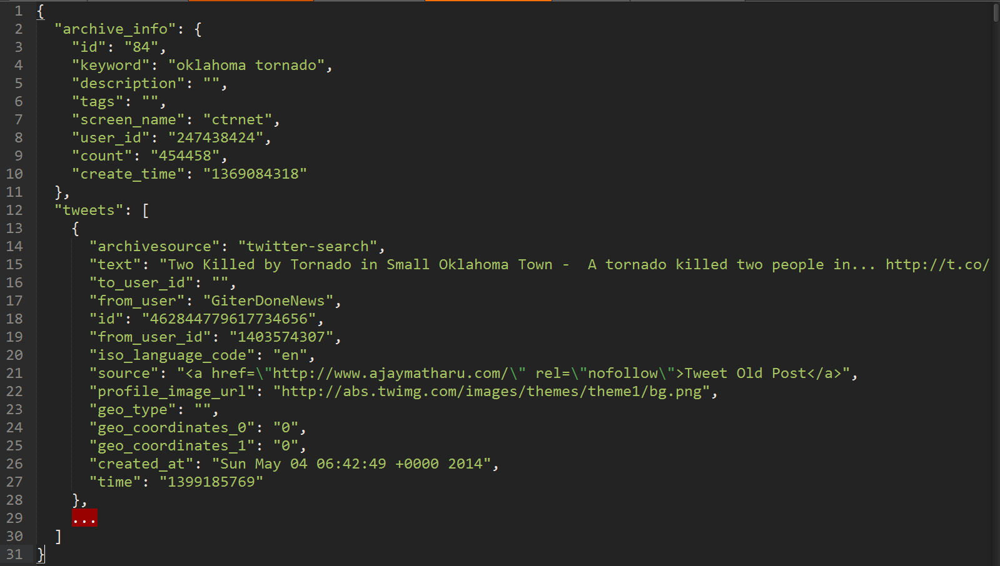 1 {
2   "archive_info": {
3     "id": "84",
4     "keyword": "oklahoma tornado",
5     "description": "",
6     "tags": "",
7     "screen_name": "ctrnet",
8     "user_id": "247438424",
9     "count": "454458",
10     "create_time": "1369084318"
11   },
12   "tweets": [
13     {
14       "archivesource": "twitter-search",
15       "text": "Two Killed by Tornado in Small Oklahoma Town -  A tornado killed two people in... http://t.co/
16       "to_user_id": "",
17       "from_user": "GiterDoneNews",
18       "id": "462844779617734656",
19       "from_user_id": "1403574307",
20       "iso_language_code": "en",
21       "source": "<a href=\"http://www.ajaymatharu.com/\" rel=\"nofollow\">Tweet Old Post</a>",
22       "profile_image_url": "http://abs.twimg.com/images/themes/theme1/bg.png",
23       "geo_type": "",
24       "geo_coordinates_0": "0",
25       "geo_coordinates_1": "0",
26       "created_at": "Sun May 04 06:42:49 +0000 2014",
27       "time": "1399185769"
28     },
29     ...
30   ]
31 }